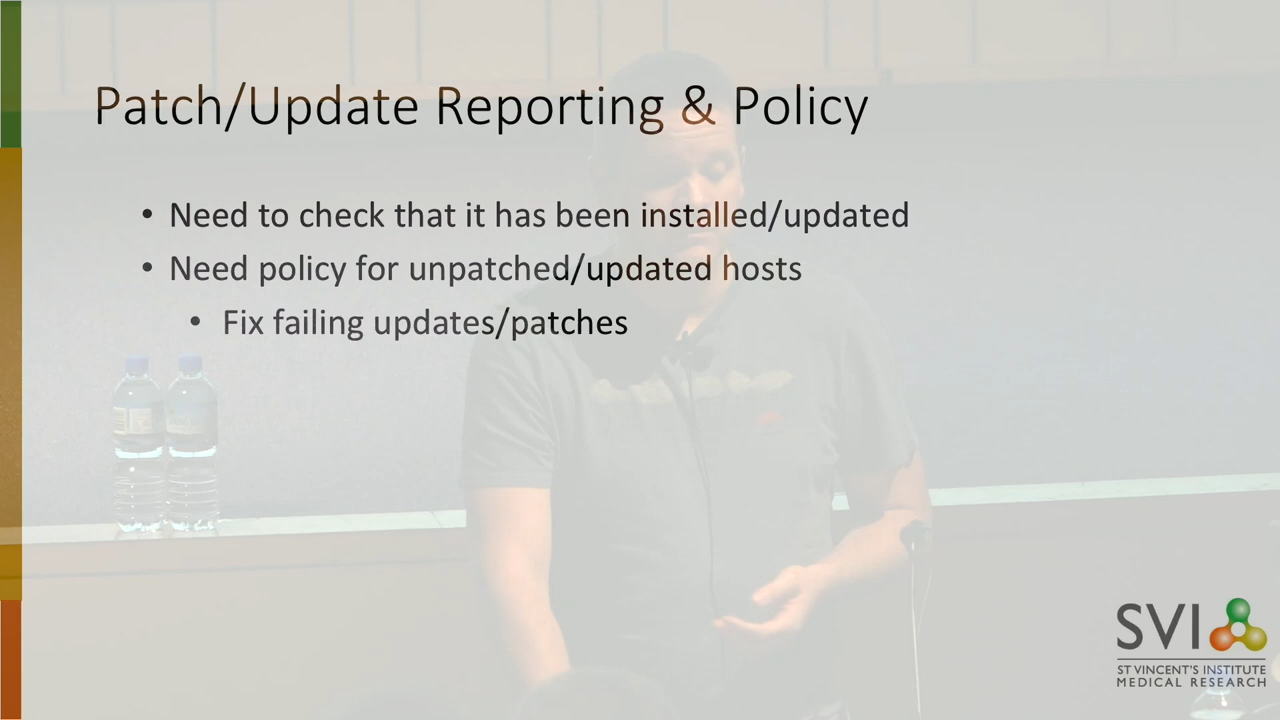 Patch/Update Reporting & Policy
• Need to check that it has been installed/updated
• Need policy for unpatched/updated hosts
• Fix failing updates/patches
SVI
ST VINCENT'S INSTITUTE
MEDICAL RESEARCH